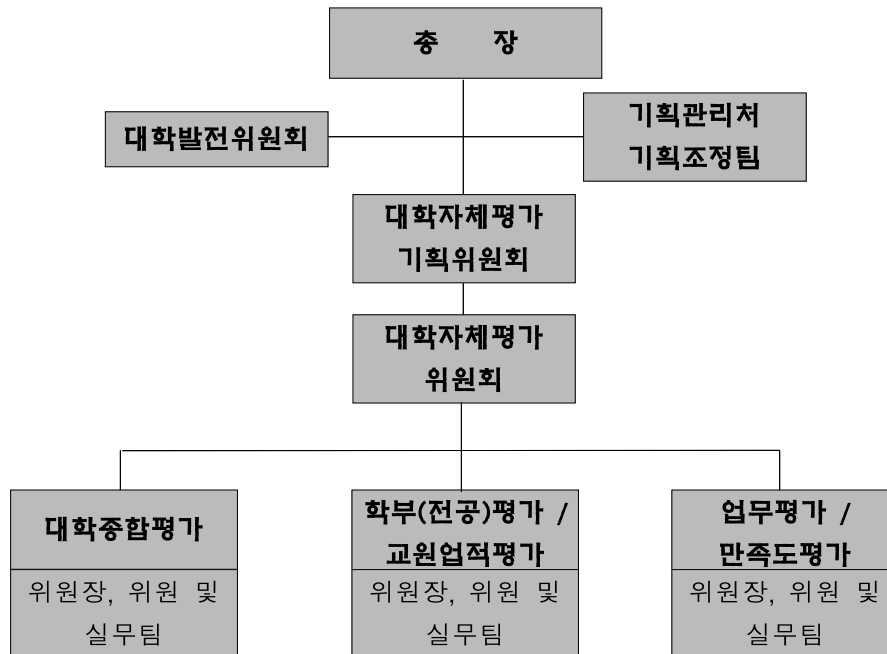 총 장
대학발전위원회
기획관리처
기획조정팀
대학자체평가
기획위원회
대학자체평가
위원회
대학종합평가
위원장, 위원 및
실무팀
학부(전공)평가 /
교원업적평가
위원장, 위원 및
실무팀
업무평가 /
만족도평가
위원장, 위원 및
실무팀